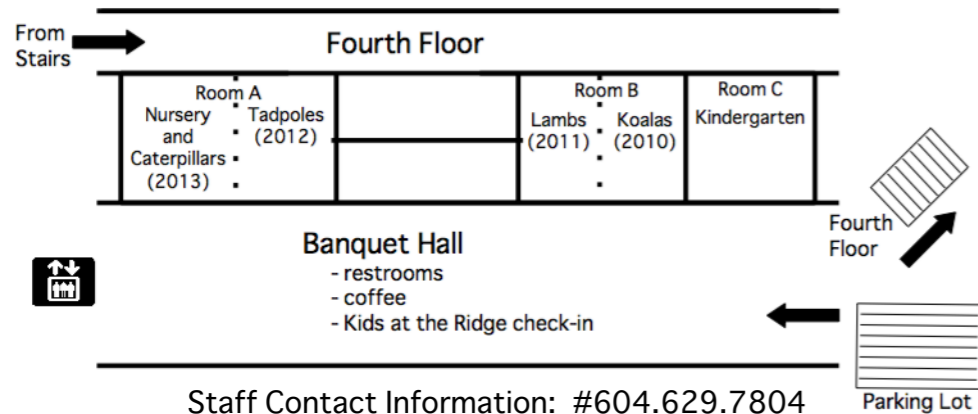 From
Stairs
Fourth Floor
Room A
Nursery
and
Caterpillars
(2013)
Tadpoles
(2012)
Room B
Lambs
(2011)
Koalas
(2010)
Room C
Kindergarten
Fourth
Floor
Banquet Hall
- restrooms
- coffee
- Kids at the Ridge check-in
Parking Lot
Staff Contact Information: #604.629.7804